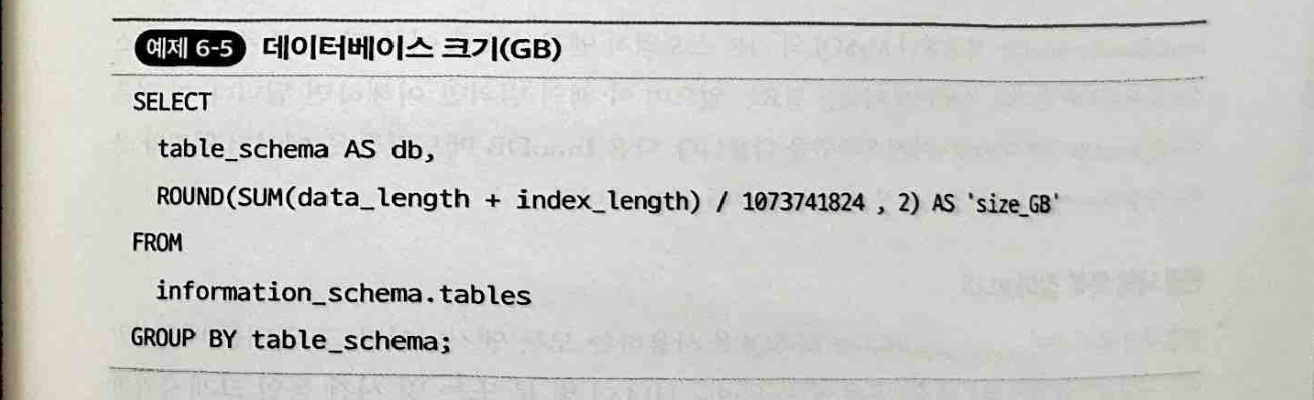 예제 6-5 데이터베이스 크기(GB)
SELECT
table_schema AS db,
ROUND(SUM(data_length + index_length) / 1073741824 , 2) AS 'size_GB'
FROM
information_schema.tables
GROUP BY table_schema;